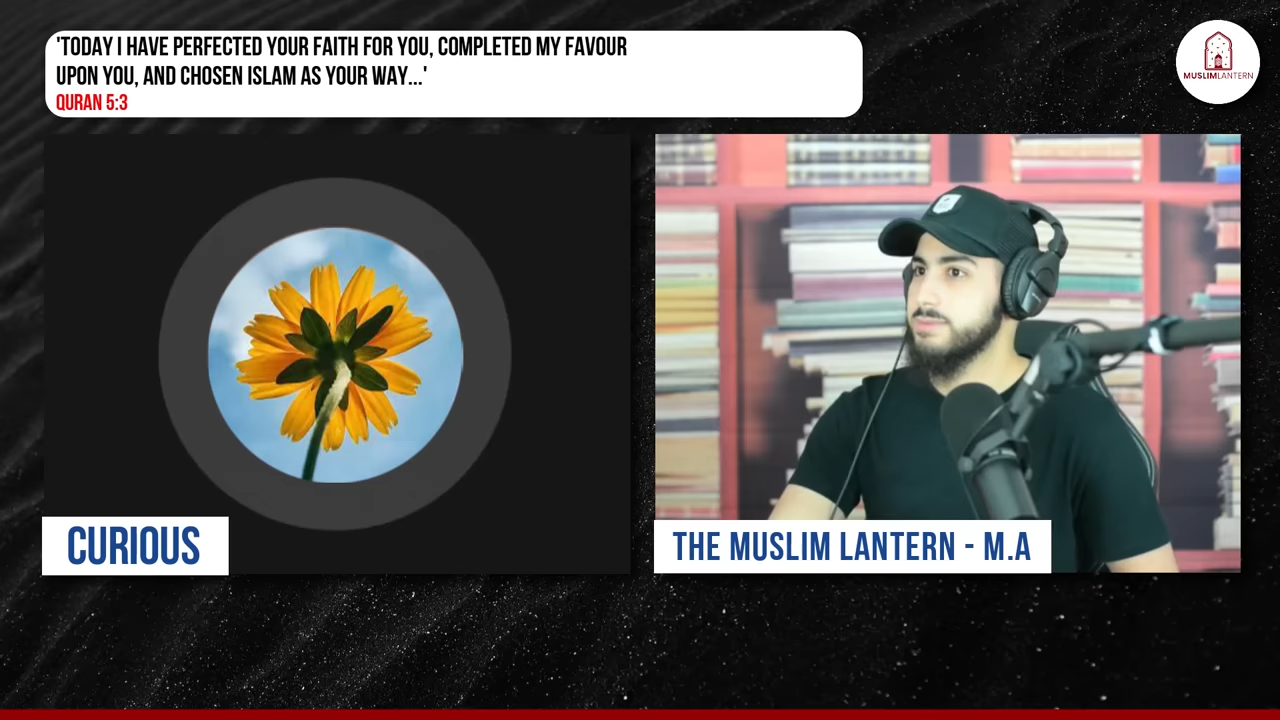 'TODAY I HAVE PERFECTED YOUR FAITH FOR YOU, COMPLETED MY FAVOUR
UPON YOU, AND CHOSEN ISLAM AS YOUR WAY...'
QURAN 5:3
MUSLIMLANTERN
CURIOUS
THE MUSLIM LANTERN - M.A